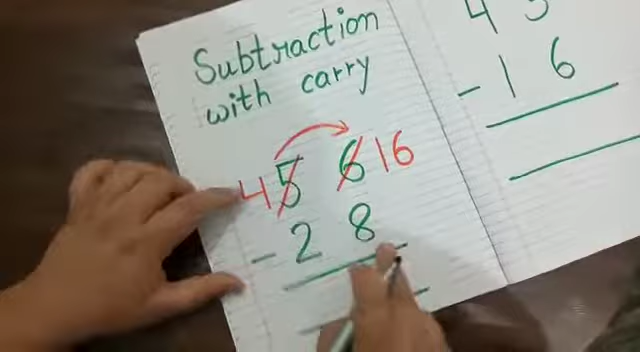 Subtraction
with carry
4 5 6 16
- 2 8
4 5
- 1 6